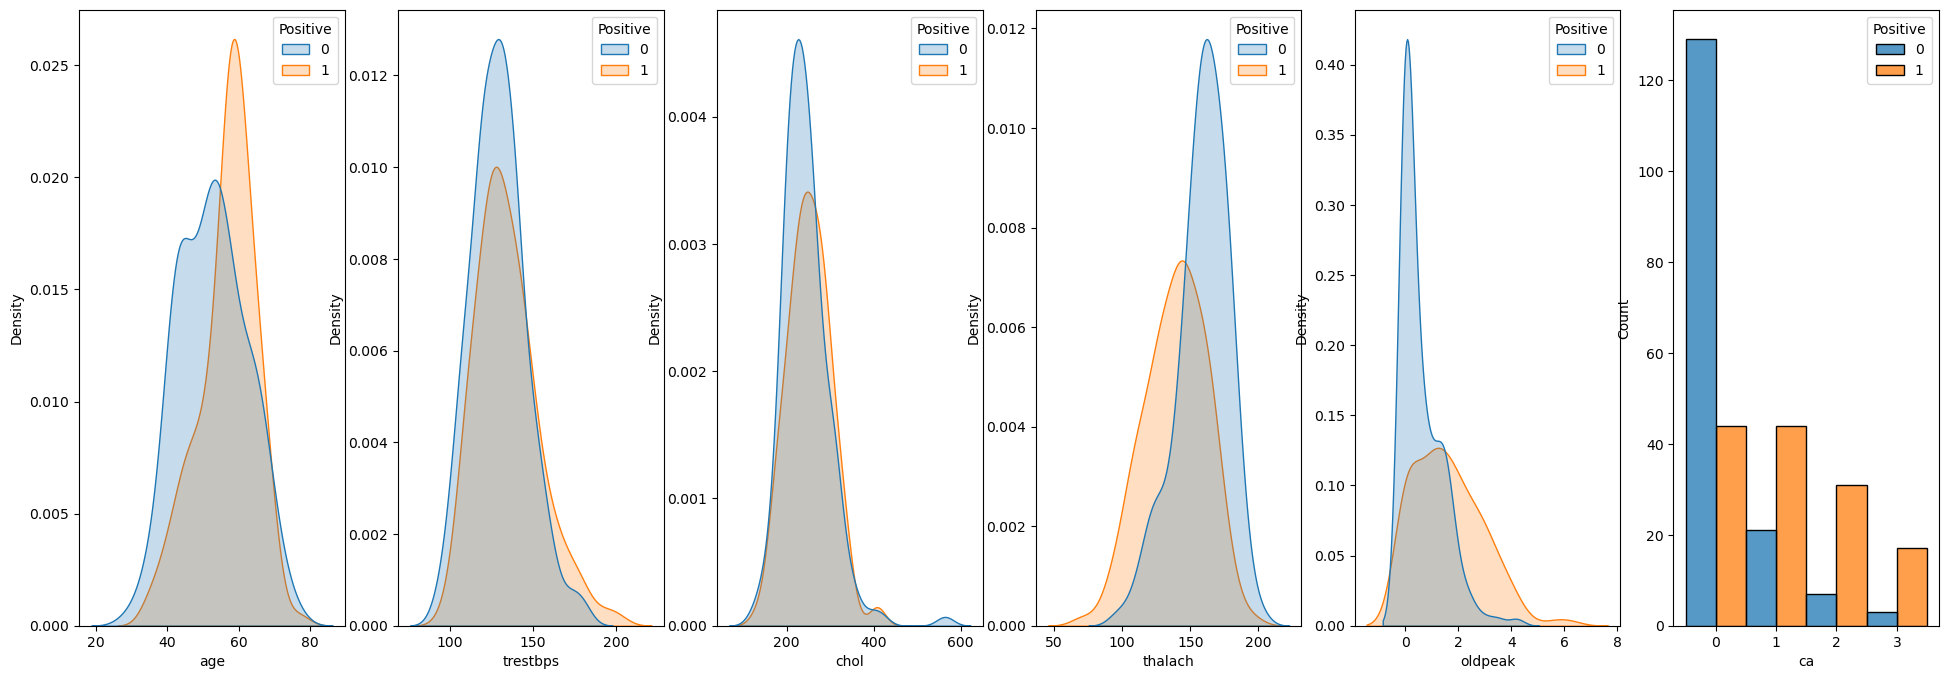 Positive
0
1
0.025
0.020
0.015
0.010
0.005
0.000
Density
20 40 60 80
age
Positive
0
1
0.012
0.010
0.008
0.006
0.004
0.002
0.000
Density
100 150 200
trestbps
Positive
0
1
0.004
0.003
0.002
0.001
0.000
Density
200 400 600
chol
Positive
0
1
0.012
0.010
0.008
0.006
0.004
0.002
0.000
Density
50 100 150 200
thalach
Positive
0
1
0.40
0.35
0.30
0.25
0.20
0.15
0.10
0.05
0.00
Density
0 2 4 6 8
oldpeak
Positive
0
1
120
100
80
60
40
20
0
Count
0 1 2 3
ca